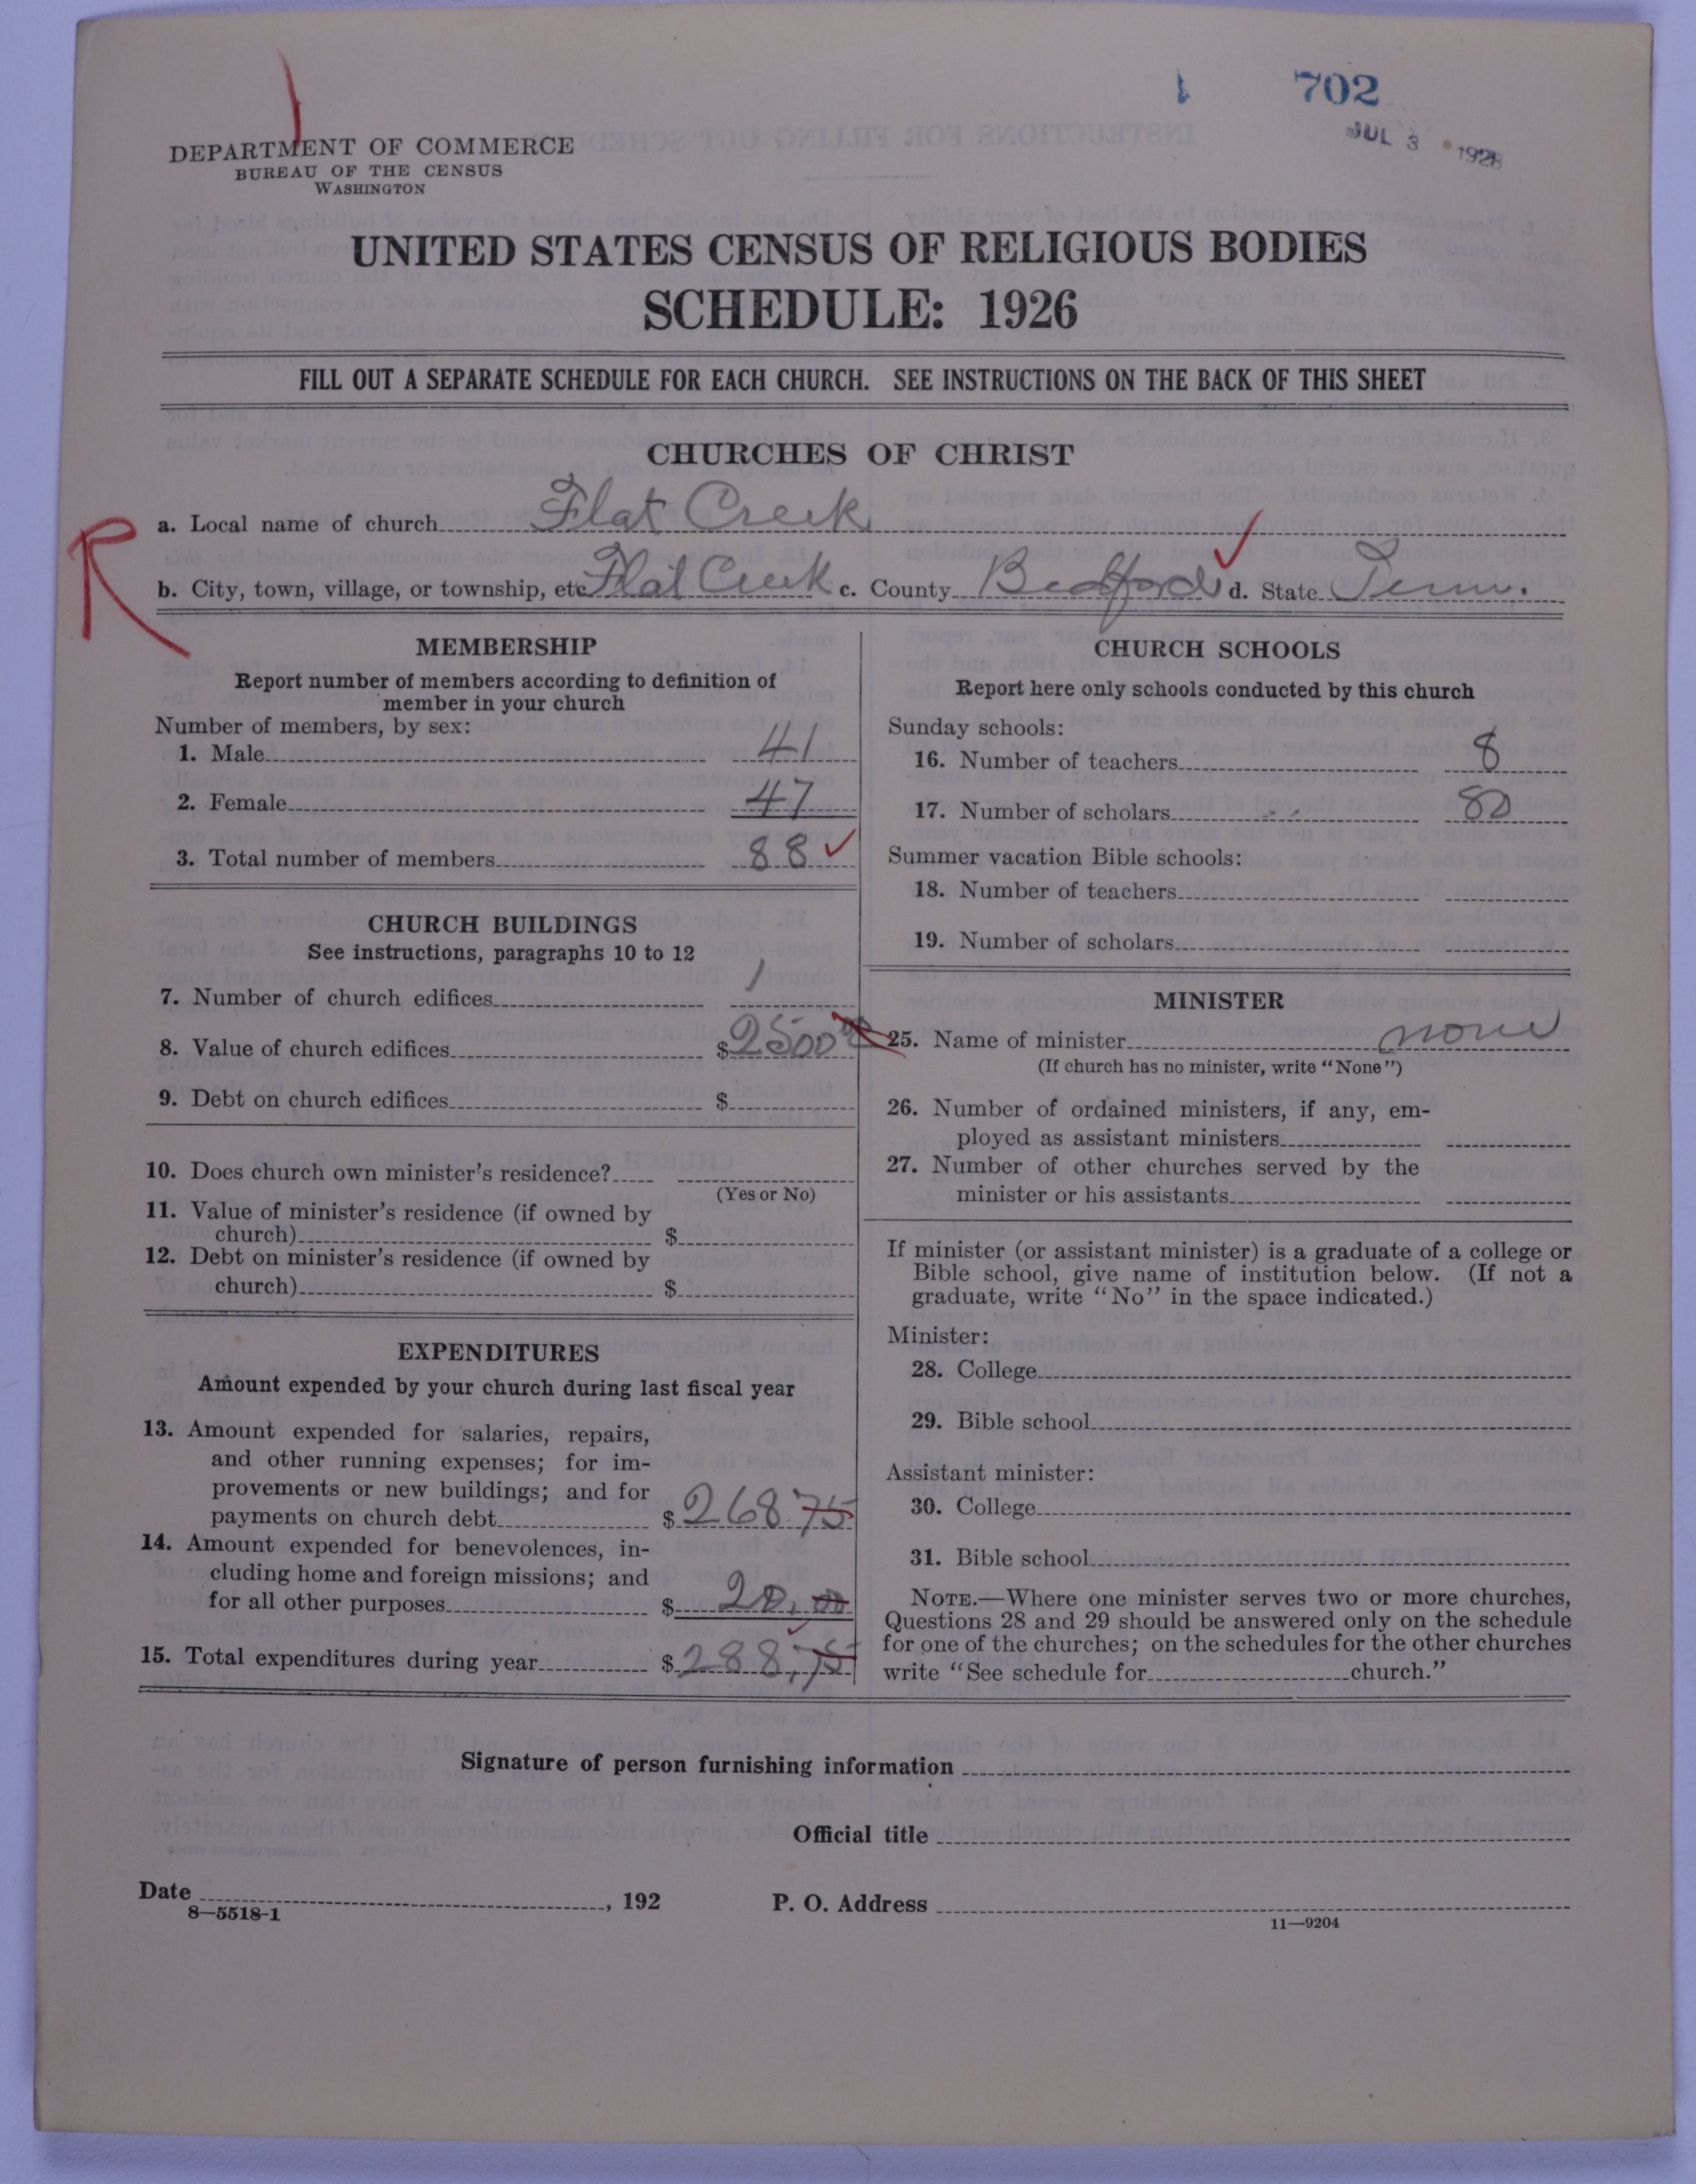 702
JUL 3 1928
DEPARTMENT OF COMMERCE
BUREAU OF THE CENSUS
WASHINGTON
UNITED STATES CENSUS OF RELIGIOUS BODIES
SCHEDULE: 1926
FILL OUT A SEPARATE SCHEDULE FOR EACH CHURCH. SEE INSTRUCTIONS ON THE BACK OF THIS SHEET
CHURCHES OF CHRIST
R
a. Local name of church Flat Creek
b. City, town, village, or township, etc Flat Creek c. County Bedford d. State Tenn.
MEMBERSHIP
Report number of members according to definition of
member in your church
Number of members, by sex:
1. Male 41
2. Female 47
3. Total number of members 88
CHURCH BUILDINGS
See instructions, paragraphs 10 to 12
7. Number of church edifices 1
8. Value of church edifices $2500 00
9. Debt on church edifices $
10. Does church own minister's residence?
(Yes or No)
11. Value of minister's residence (if owned by
church) $
12. Debt on minister's residence (if owned by
church) $
EXPENDITURES
Amount expended by your church during last fiscal year
13. Amount expended for salaries, repairs,
and other running expenses; for im-
provements or new buildings; and for
payments on church debt $268 75
14. Amount expended for benevolences, in-
cluding home and foreign missions; and
for all other purposes $ 20,00
15. Total expenditures during year $288,75
CHURCH SCHOOLS
Report here only schools conducted by this church
Sunday schools:
16. Number of teachers 8
17. Number of scholars 80
Summer vacation Bible schools:
18. Number of teachers
19. Number of scholars
MINISTER
25. Name of minister none
(If church has no minister, write "None")
26. Number of ordained ministers, if any, em-
ployed as assistant ministers
27. Number of other churches served by the
minister or his assistants
If minister (or assistant minister) is a graduate of a college or
Bible school, give name of institution below. (If not a
graduate, write "No" in the space indicated.)
Minister:
28. College
29. Bible school
Assistant minister:
30. College
31. Bible school
NOTE.—Where one minister serves two or more churches,
Questions 28 and 29 should be answered only on the schedule
for one of the churches; on the schedules for the other churches
write "See schedule for church."
Signature of person furnishing information
Official title
Date , 192 P. O. Address
8—5518-1
11—9204